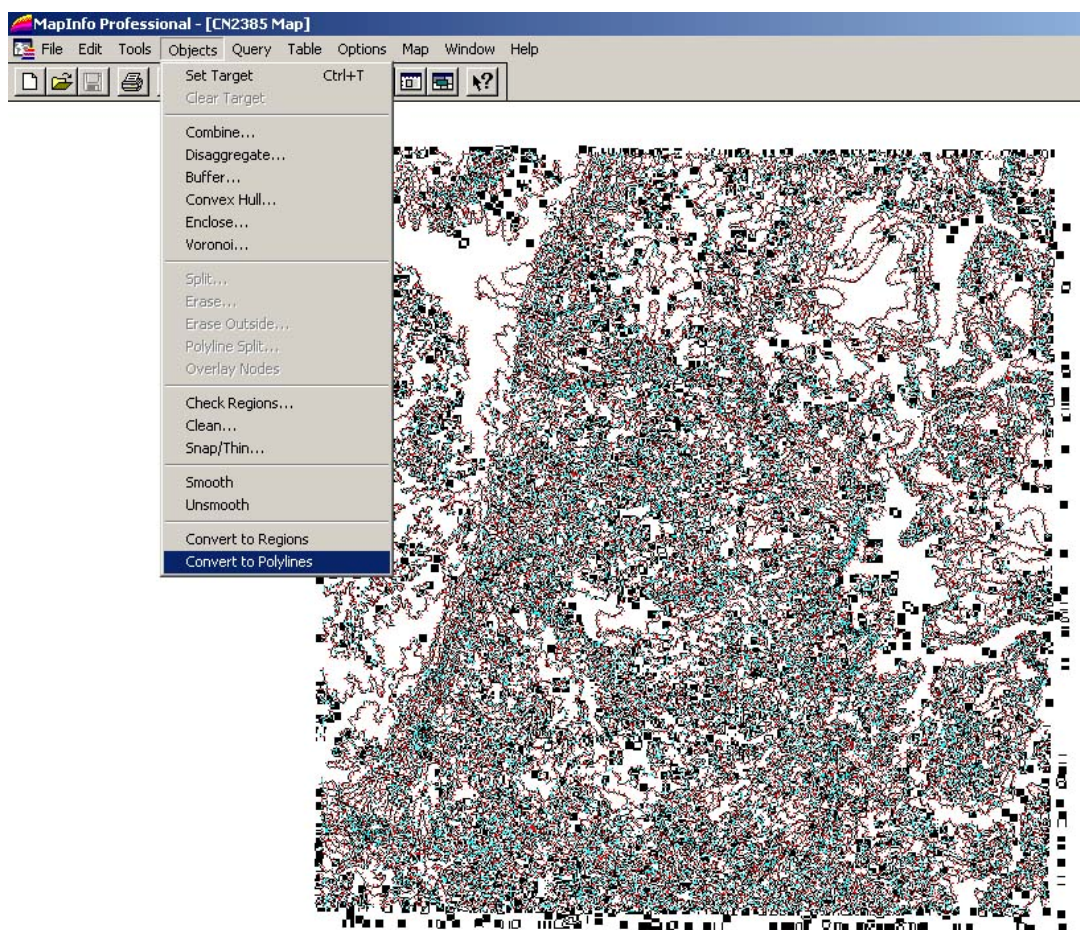 MapInfo Professional - [CN2385 Map]
File Edit Tools Objects Query Table Options Map Window Help
Set Target Ctrl+T
Clear Target
Combine...
Disaggregate...
Buffer...
Convex Hull...
Enclose...
Voronoi...
Split...
Erase...
Erase Outside...
Polyline Split...
Overlay Nodes
Check Regions...
Clean...
Snap/Thin...
Smooth
Unsmooth
Convert to Regions
Convert to Polylines